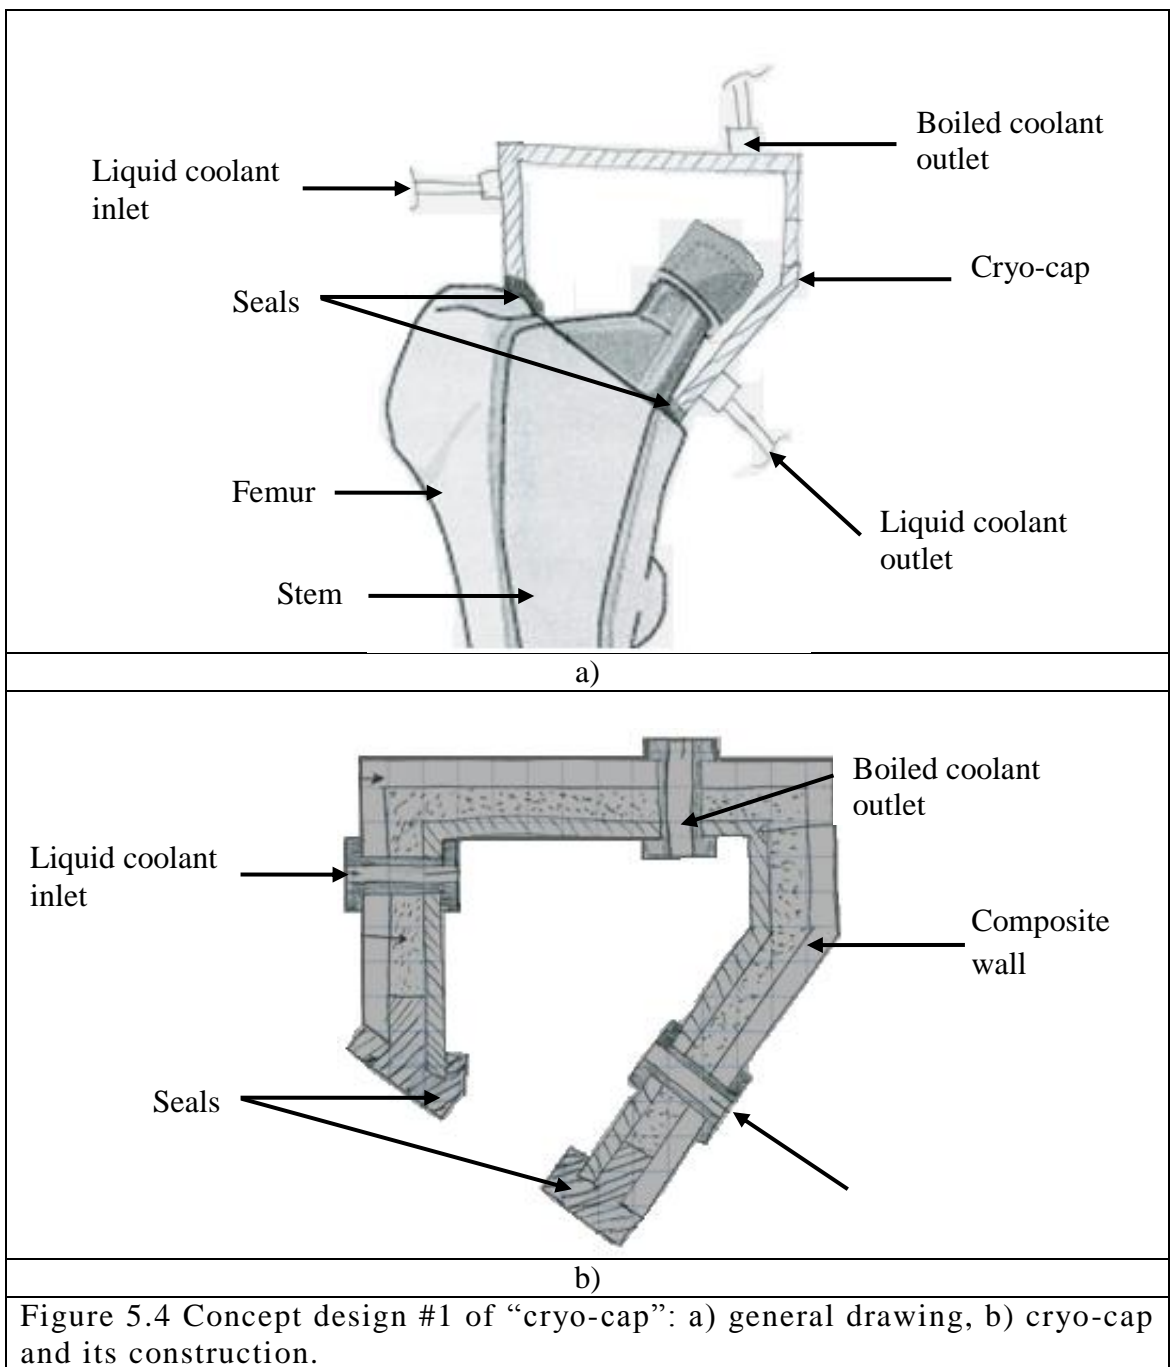 Boiled coolant
outlet
Liquid coolant
inlet
Cryo-cap
Seals
Femur
Liquid coolant
outlet
Stem
a)
Boiled coolant
outlet
Liquid coolant
inlet
Composite
wall
Seals
b)
Figure 5.4 Concept design #1 of “cryo-cap”: a) general drawing, b) cryo-cap
and its construction.